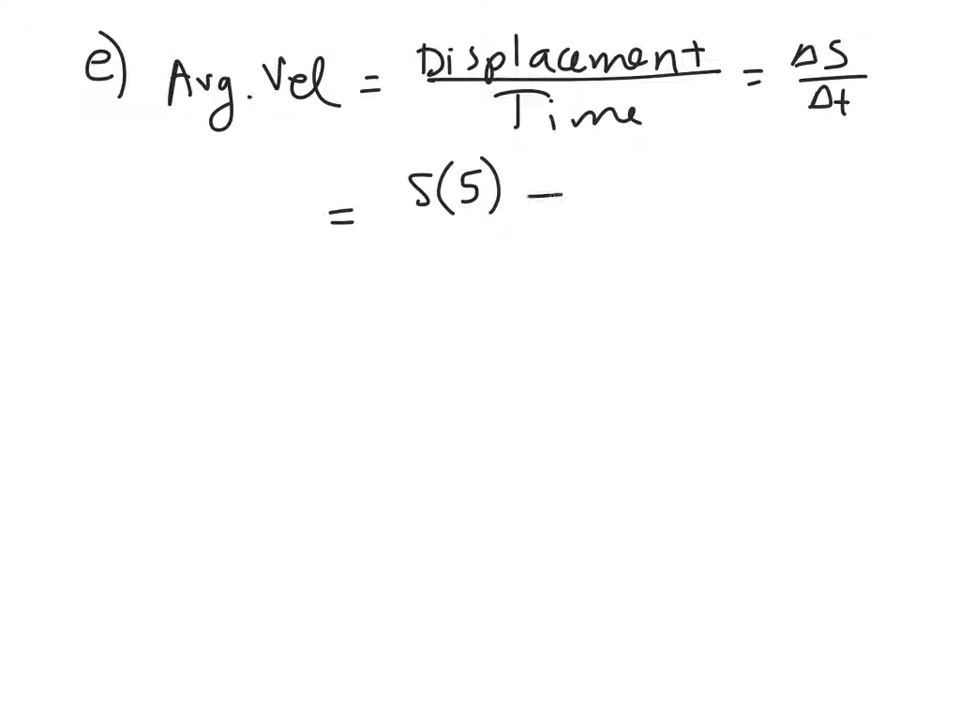 e) Avg. Vel = Displacement / Time = ΔS / Δt
= S(5) –